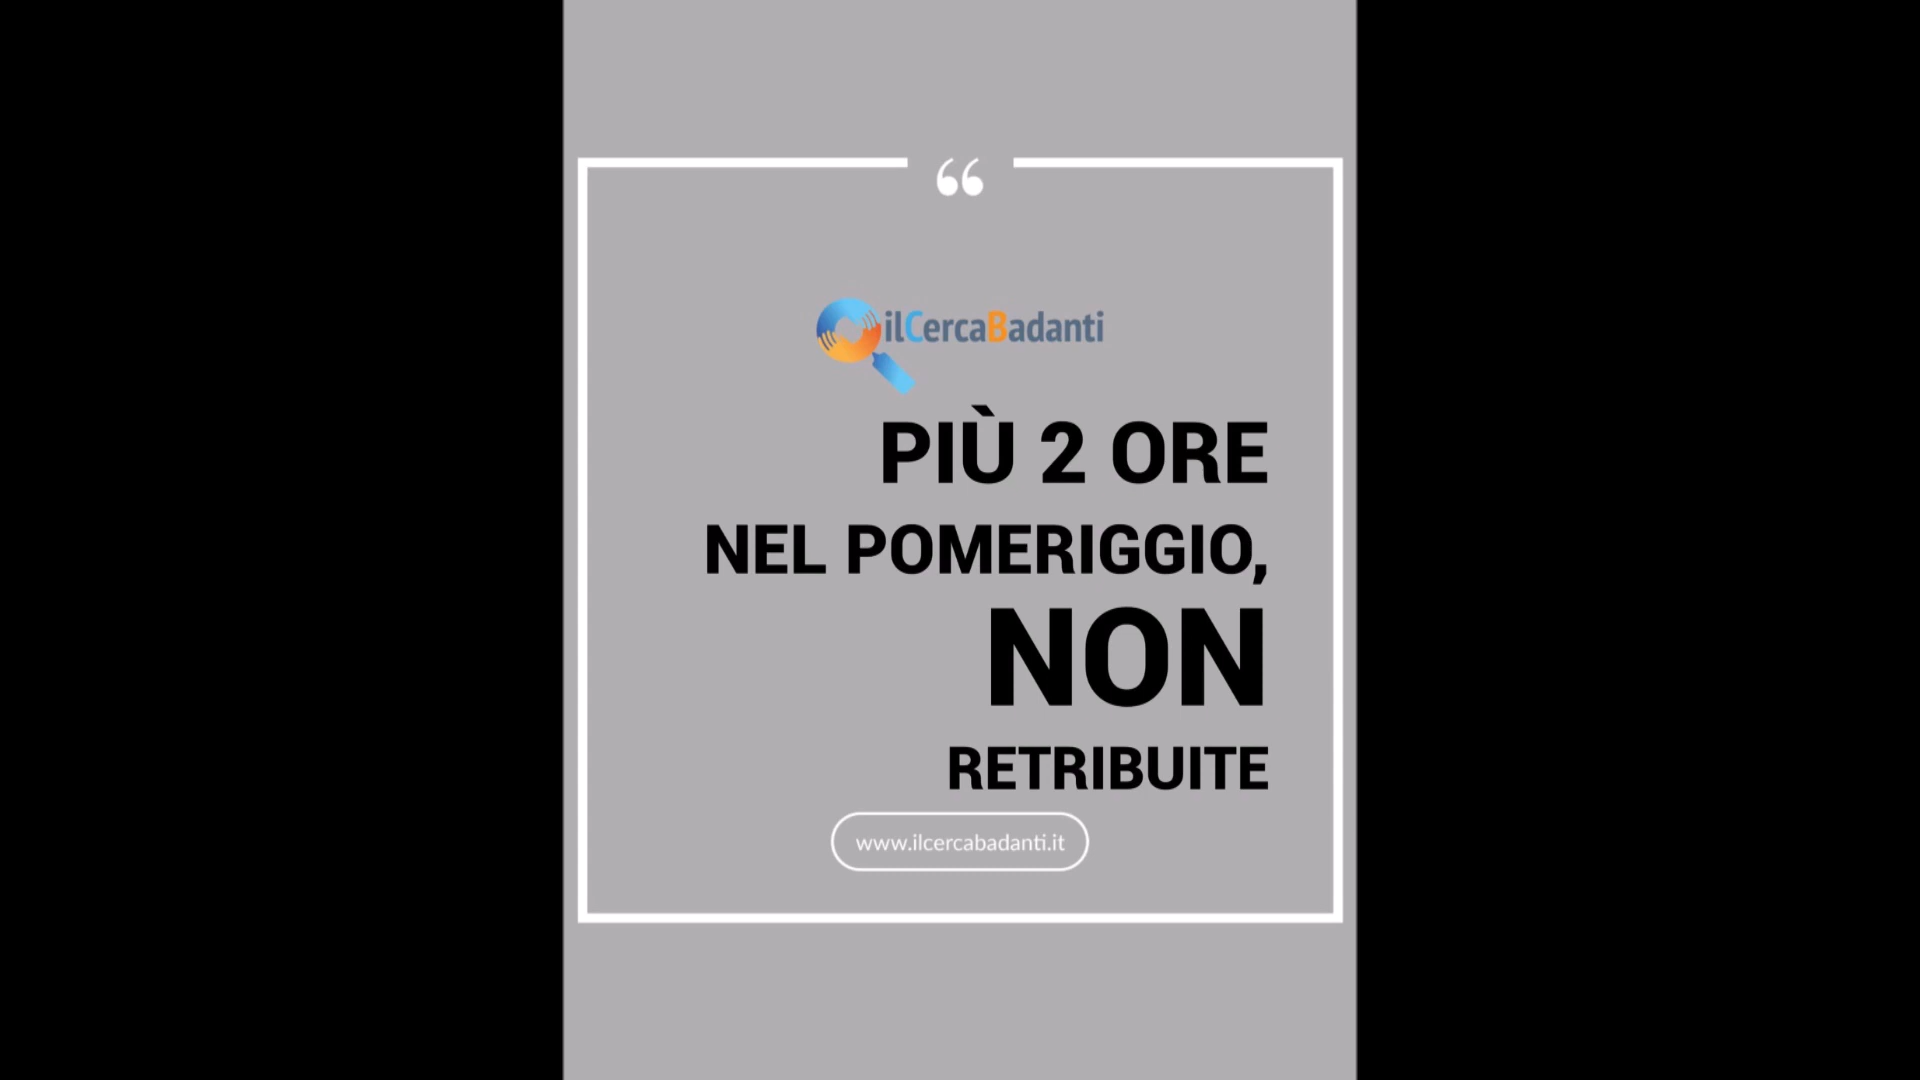 “
ilCercaBadanti
PIÙ 2 ORE
NEL POMERIGGIO,
NON
RETRIBUITE
www.ilcercabadanti.it